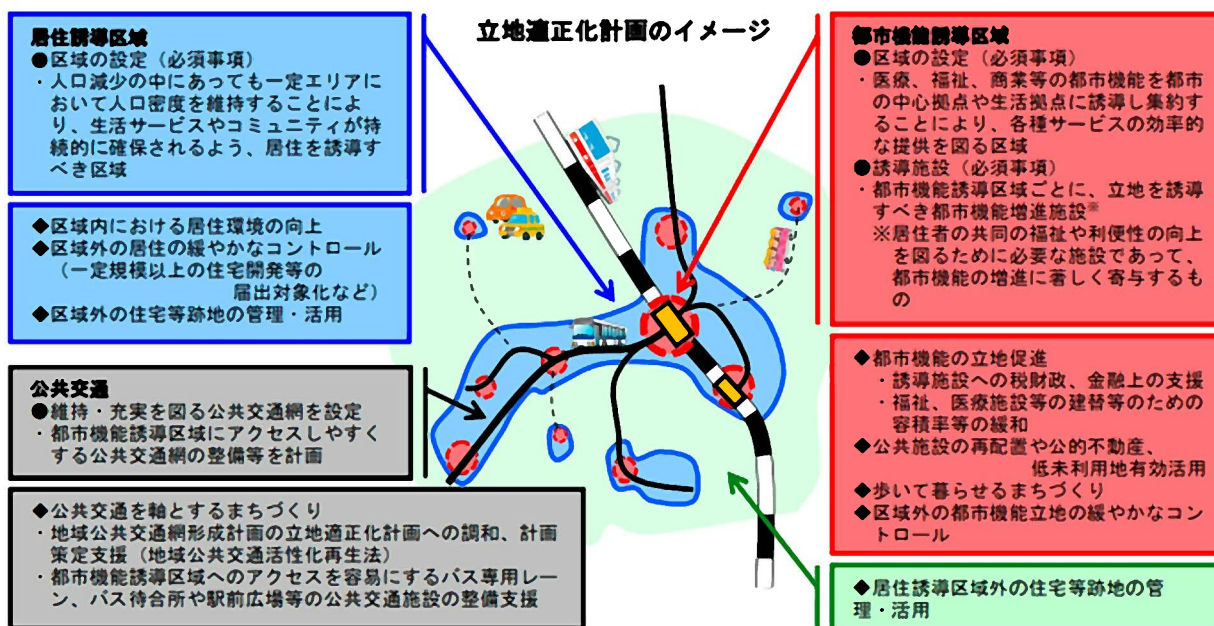 立地適正化計画のイメージ
居住誘導区域
●区域の設定（必須事項）
・人口減少の中にあっても一定エリアに
おいて人口密度を維持することによ
り、生活サービスやコミュニティが持
続的に確保されるよう、居住を誘導す
べき区域
◆区域内における居住環境の向上
◆区域外の居住の緩やかなコントロール
（一定規模以上の住宅開発等の
届出対象化など）
◆区域外の住宅等跡地の管理・活用
公共交通
●維持・充実を図る公共交通網を設定
・都市機能誘導区域にアクセスしやすく
する公共交通網の整備等を計画
◆公共交通を軸とするまちづくり
・地域公共交通網形成計画の立地適正化計画への調和、計画
策定支援（地域公共交通活性化再生法）
・都市機能誘導区域へのアクセスを容易にするバス専用レー
ン、バス待合所や駅前広場等の公共交通施設の整備支援
都市機能誘導区域
●区域の設定（必須事項）
・医療、福祉、商業等の都市機能を都市
の中心拠点や生活拠点に誘導し集約す
ることにより、各種サービスの効率的
な提供を図る区域
●誘導施設（必須事項）
・都市機能誘導区域ごとに、立地を誘導
すべき都市機能増進施設※
※居住者の共同の福祉や利便性の向上
を図るために必要な施設であって、
都市機能の増進に著しく寄与するも
の
◆都市機能の立地促進
・誘導施設への税財政、金融上の支援
・福祉、医療施設等の建替等のための
容積率等の緩和
◆公共施設の再配置や公的不動産、
低未利用地有効活用
◆歩いて暮らせるまちづくり
◆区域外の都市機能立地の緩やかなコン
トロール
◆居住誘導区域外の住宅等跡地の管
理・活用